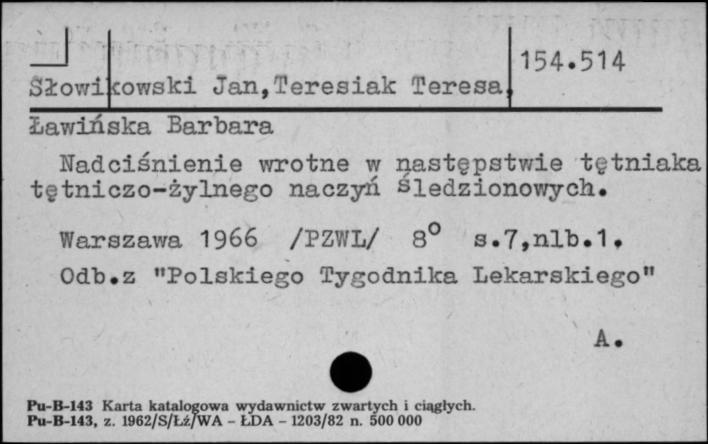 154.514
Słowikowski Jan,Teresiak Teresa,
Ławińska Barbara
Nadciśnienie wrotne w następstwie tętniaka
tętniczo-żylnego naczyń śledzionowych.
Warszawa 1966 /PZWL/ 8° s.7,nlb.1.
Odb.z "Polskiego Tygodnika Lekarskiego"
A.
Pu-B-143 Karta katalogowa wydawnictw zwartych i ciągłych.
Pu-B-143, z. 1962/S/Łź/WA - ŁDA - 1203/82 n. 500 000